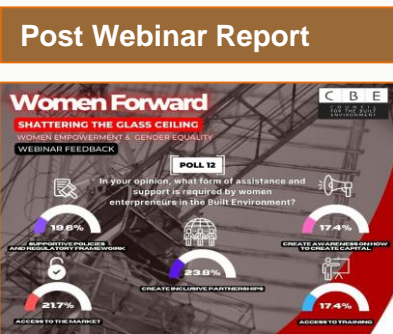 Post Webinar Report
Women Forward
SHATTERING THE GLASS CEILING
WOMEN EMPOWERMENT & GENDER EQUALITY
WEBINAR FEEDBACK
C B E
COUNCIL
FOR THE BUILT
ENVIRONMENT
POLL 12
In your opinion, what form of assistance and
support is required by women
enterpreneurs in the Built Environment?
19.6%
SUPPORTIVE POLICIES
AND REGULATORY FRAMEWORK
17.4%
CREATE AWARENESS ON HOW
TO CREATE CAPITAL
23.8%
CREATE INCLUSIVE PARTNERSHIPS
21.7%
ACCESS TO THE MARKET
17.4%
ACCESS TO TRAINING